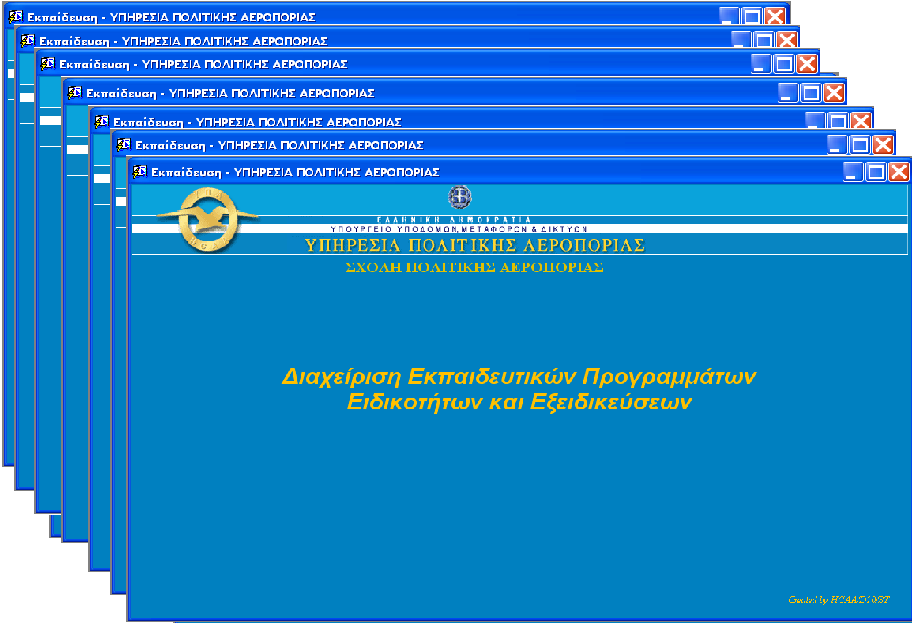 Εκπαίδευση - ΥΠΗΡΕΣΙΑ ΠΟΛΙΤΙΚΗΣ ΑΕΡΟΠΟΡΙΑΣ
Εκπαίδευση - ΥΠΗΡΕΣΙΑ ΠΟΛΙΤΙΚΗΣ ΑΕΡΟΠΟΡΙΑΣ
Εκπαίδευση - ΥΠΗΡΕΣΙΑ ΠΟΛΙΤΙΚΗΣ ΑΕΡΟΠΟΡΙΑΣ
Εκπαίδευση - ΥΠΗΡΕΣΙΑ ΠΟΛΙΤΙΚΗΣ ΑΕΡΟΠΟΡΙΑΣ
Εκπαίδευση - ΥΠΗΡΕΣΙΑ ΠΟΛΙΤΙΚΗΣ ΑΕΡΟΠΟΡΙΑΣ
Εκπαίδευση - ΥΠΗΡΕΣΙΑ ΠΟΛΙΤΙΚΗΣ ΑΕΡΟΠΟΡΙΑΣ
Εκπαίδευση - ΥΠΗΡΕΣΙΑ ΠΟΛΙΤΙΚΗΣ ΑΕΡΟΠΟΡΙΑΣ
ΕΛΛΗΝΙΚΗ ΔΗΜΟΚΡΑΤΙΑ
ΥΠΟΥΡΓΕΙΟ ΥΠΟΔΟΜΩΝ, ΜΕΤΑΦΟΡΩΝ & ΔΙΚΤΥΩΝ
ΥΠΗΡΕΣΙΑ ΠΟΛΙΤΙΚΗΣ ΑΕΡΟΠΟΡΙΑΣ
ΣΧΟΛΗ ΠΟΛΙΤΙΚΗΣ ΑΕΡΟΠΟΡΙΑΣ
Διαχείριση Εκπαιδευτικών Προγραμμάτων
Ειδικοτήτων και Εξειδικεύσεων
by